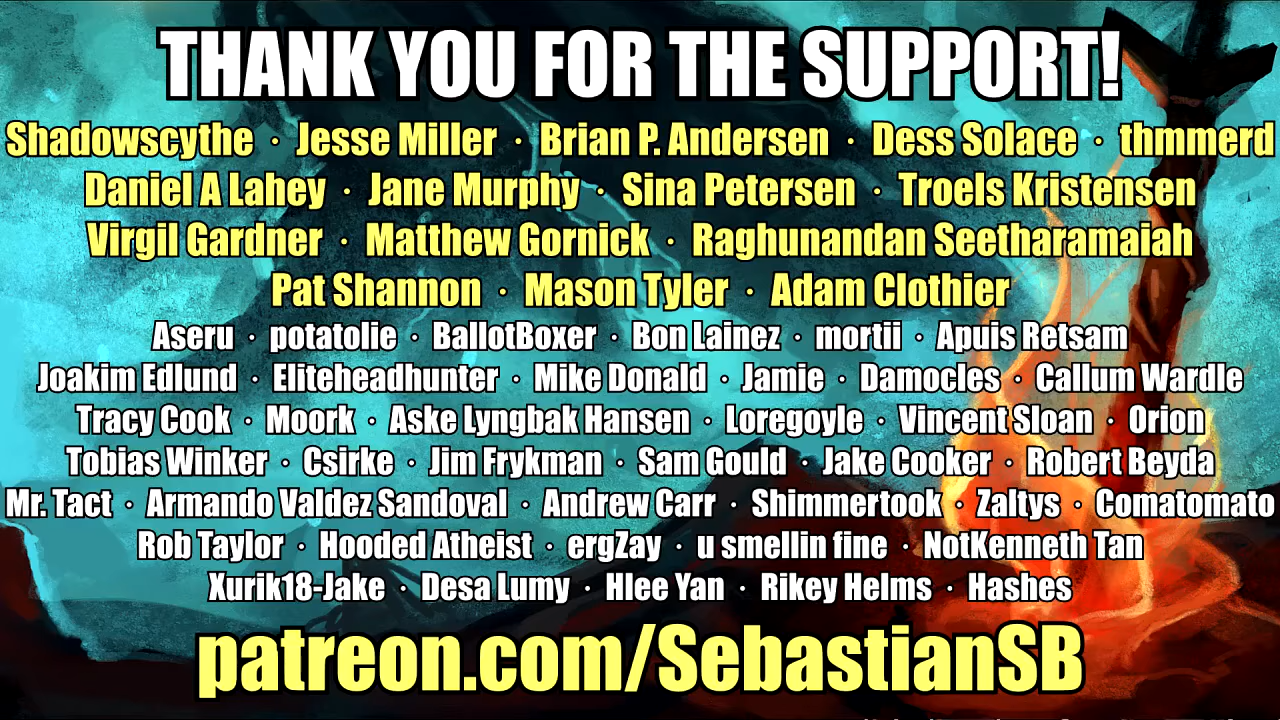 THANK YOU FOR THE SUPPORT!
Shadowscythe · Jesse Miller · Brian P. Andersen · Dess Solace · thmmerd
Daniel A Lahey · Jane Murphy · Sina Petersen · Troels Kristensen
Virgil Gardner · Matthew Gornick · Raghunandan Seetharamaiah
Pat Shannon · Mason Tyler · Adam Clothier
Aseru · potatolie · BallotBoxer · Bon Lainez · mortii · Apuis Retsam
Joakim Edlund · Eliteheadhunter · Mike Donald · Jamie · Damocles · Callum Wardle
Tracy Cook · Moork · Aske Lyngbak Hansen · Loregoyle · Vincent Sloan · Orion
Tobias Winker · Csirke · Jim Frykman · Sam Gould · Jake Cooker · Robert Beyda
Mr. Tact · Armando Valdez Sandoval · Andrew Carr · Shimmertook · Zaltys · Comatomato
Rob Taylor · Hooded Atheist · ergZay · u smellin fine · NotKenneth Tan
Xurik18-Jake · Desa Lumy · Hlee Yan · Rikey Helms · Hashes
patreon.com/SebastianSB